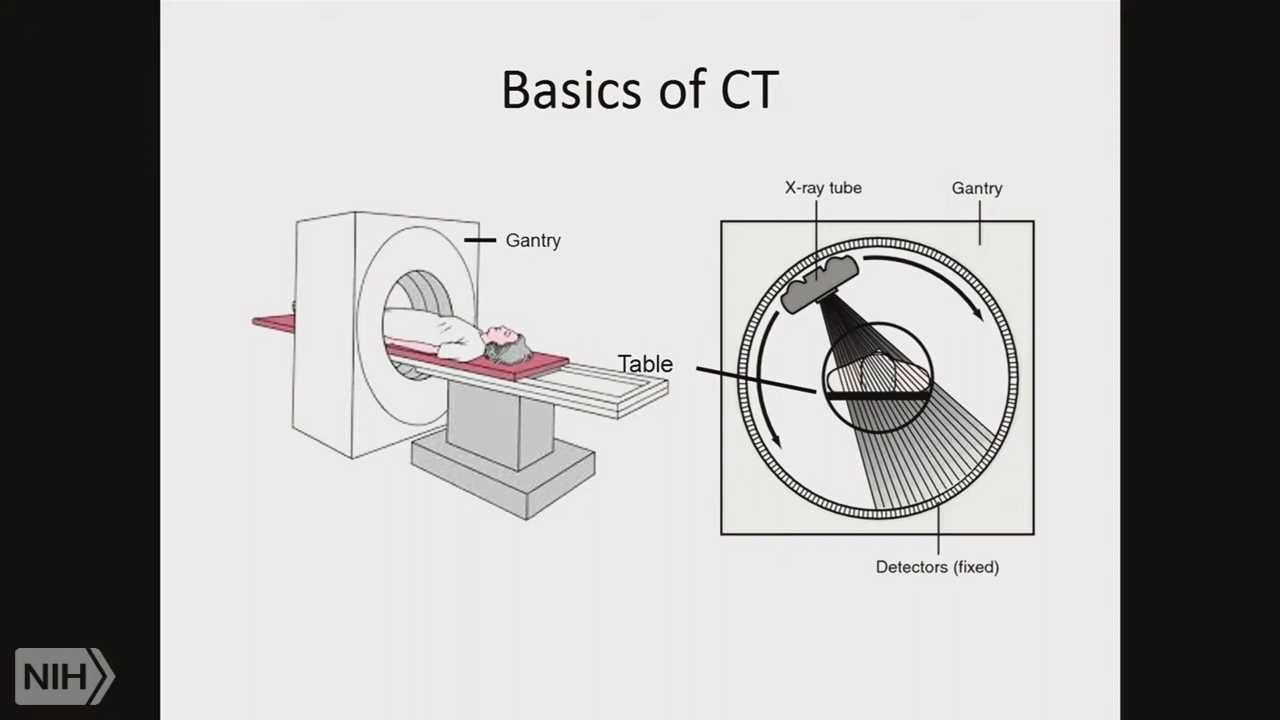 Basics of CT
X-ray tube
Gantry
Gantry
Table
Detectors (fixed)
NIH